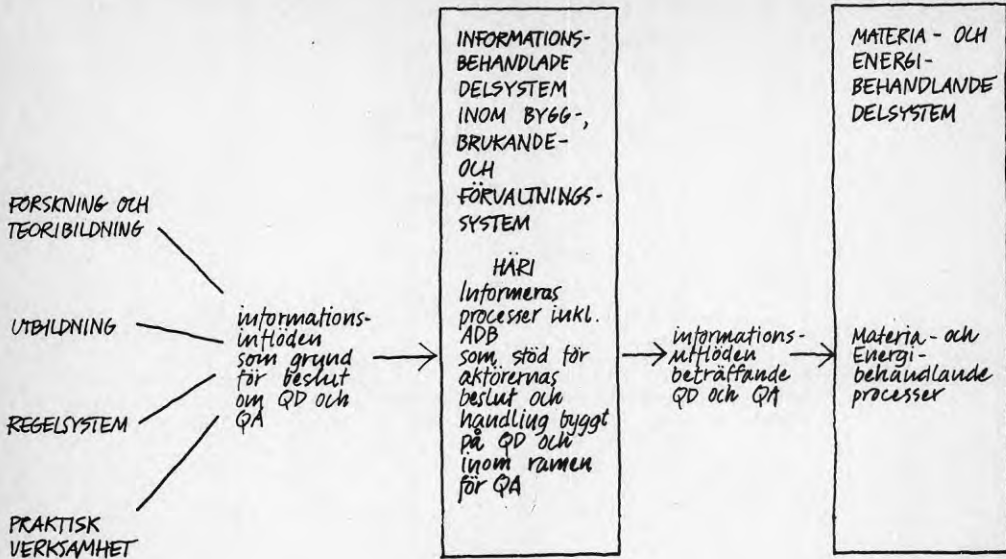 FORSKNING OCH
TEORIBILDNING
UTBILDNING
REGELSYSTEM
PRAKTISK
VERKSAMHET
informations-
inflöden
som grund
för beslut
om QD och
QA
INFORMATIONS-
BEHANDLADE
DELSYSTEM
INOM BYGG-,
BRUKANDE-
OCH
FÖRVALTNINGS-
SYSTEM
HÄRI
Informeras
processer inkl.
ADB
som stöd för
aktörernas
beslut och
handling byggt
på QD och
inom ramen
för QA
informations-
utflöden
beträffande
QD och QA
MATERIA- OCH
ENERGI-
BEHANDLANDE
DELSYSTEM
Materia- och
Energi-
behandlande
processer